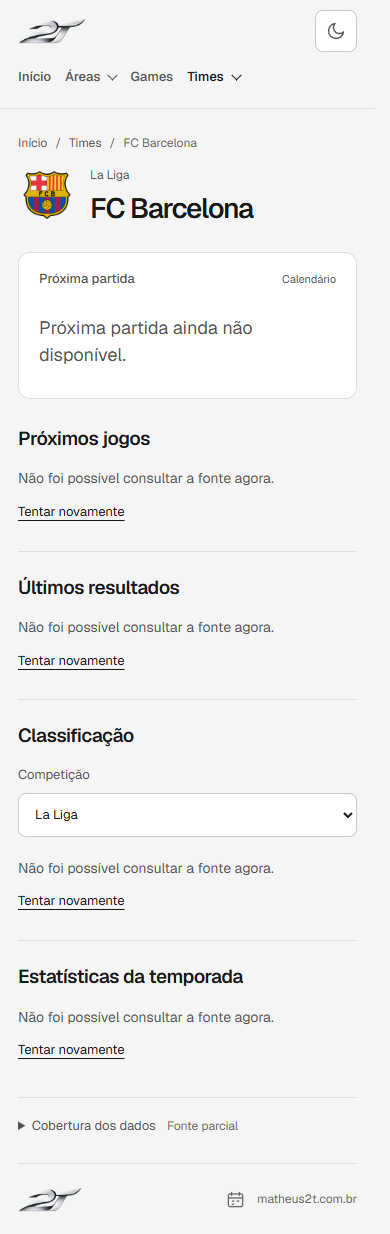 2T
Início Áreas Games Times
Início / Times / FC Barcelona
FCB
La Liga
FC Barcelona
Próxima partida Calendário
Próxima partida ainda não
disponível.
Próximos jogos
Não foi possível consultar a fonte agora.
Tentar novamente
Últimos resultados
Não foi possível consultar a fonte agora.
Tentar novamente
Classificação
Competição
La Liga
Não foi possível consultar a fonte agora.
Tentar novamente
Estatísticas da temporada
Não foi possível consultar a fonte agora.
Tentar novamente
Cobertura dos dados Fonte parcial
2T matheus2t.com.br